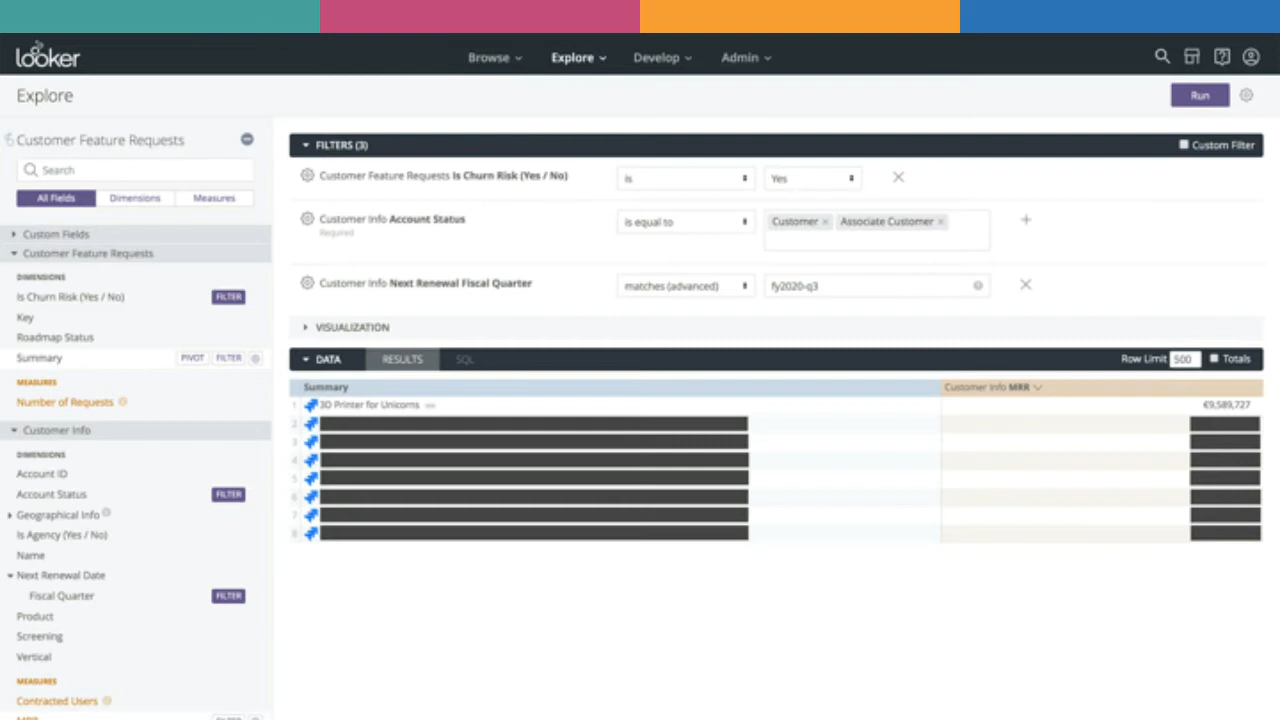 looker
Browse Explore Develop Admin
Explore
Run
Customer Feature Requests
Search
All Fields Dimensions Measures
Custom Fields
Customer Feature Requests
DIMENSIONS
Is Churn Risk (Yes / No) FILTER
Key
Roadmap Status
Summary PIVOT FILTER
MEASURES
Number of Requests
Customer Info
DIMENSIONS
Account ID
Account Status FILTER
Geographical Info
Is Agency (Yes / No)
Name
Next Renewal Date
Fiscal Quarter FILTER
Product
Screening
Vertical
MEASURES
Contracted Users
FILTERS (3) Custom Filter
Customer Feature Requests Is Churn Risk (Yes / No) is Yes
Customer Info Account Status is equal to Customer × Associate Customer ×
Required
Customer Info Next Renewal Fiscal Quarter matches (advanced) fy2020-q3
VISUALIZATION
DATA RESULTS SQL Row Limit 500 Totals
Summary Customer Info MRR
1 3D Printer for Unicorns €9,589,727
2
3
4
5
6
7
8